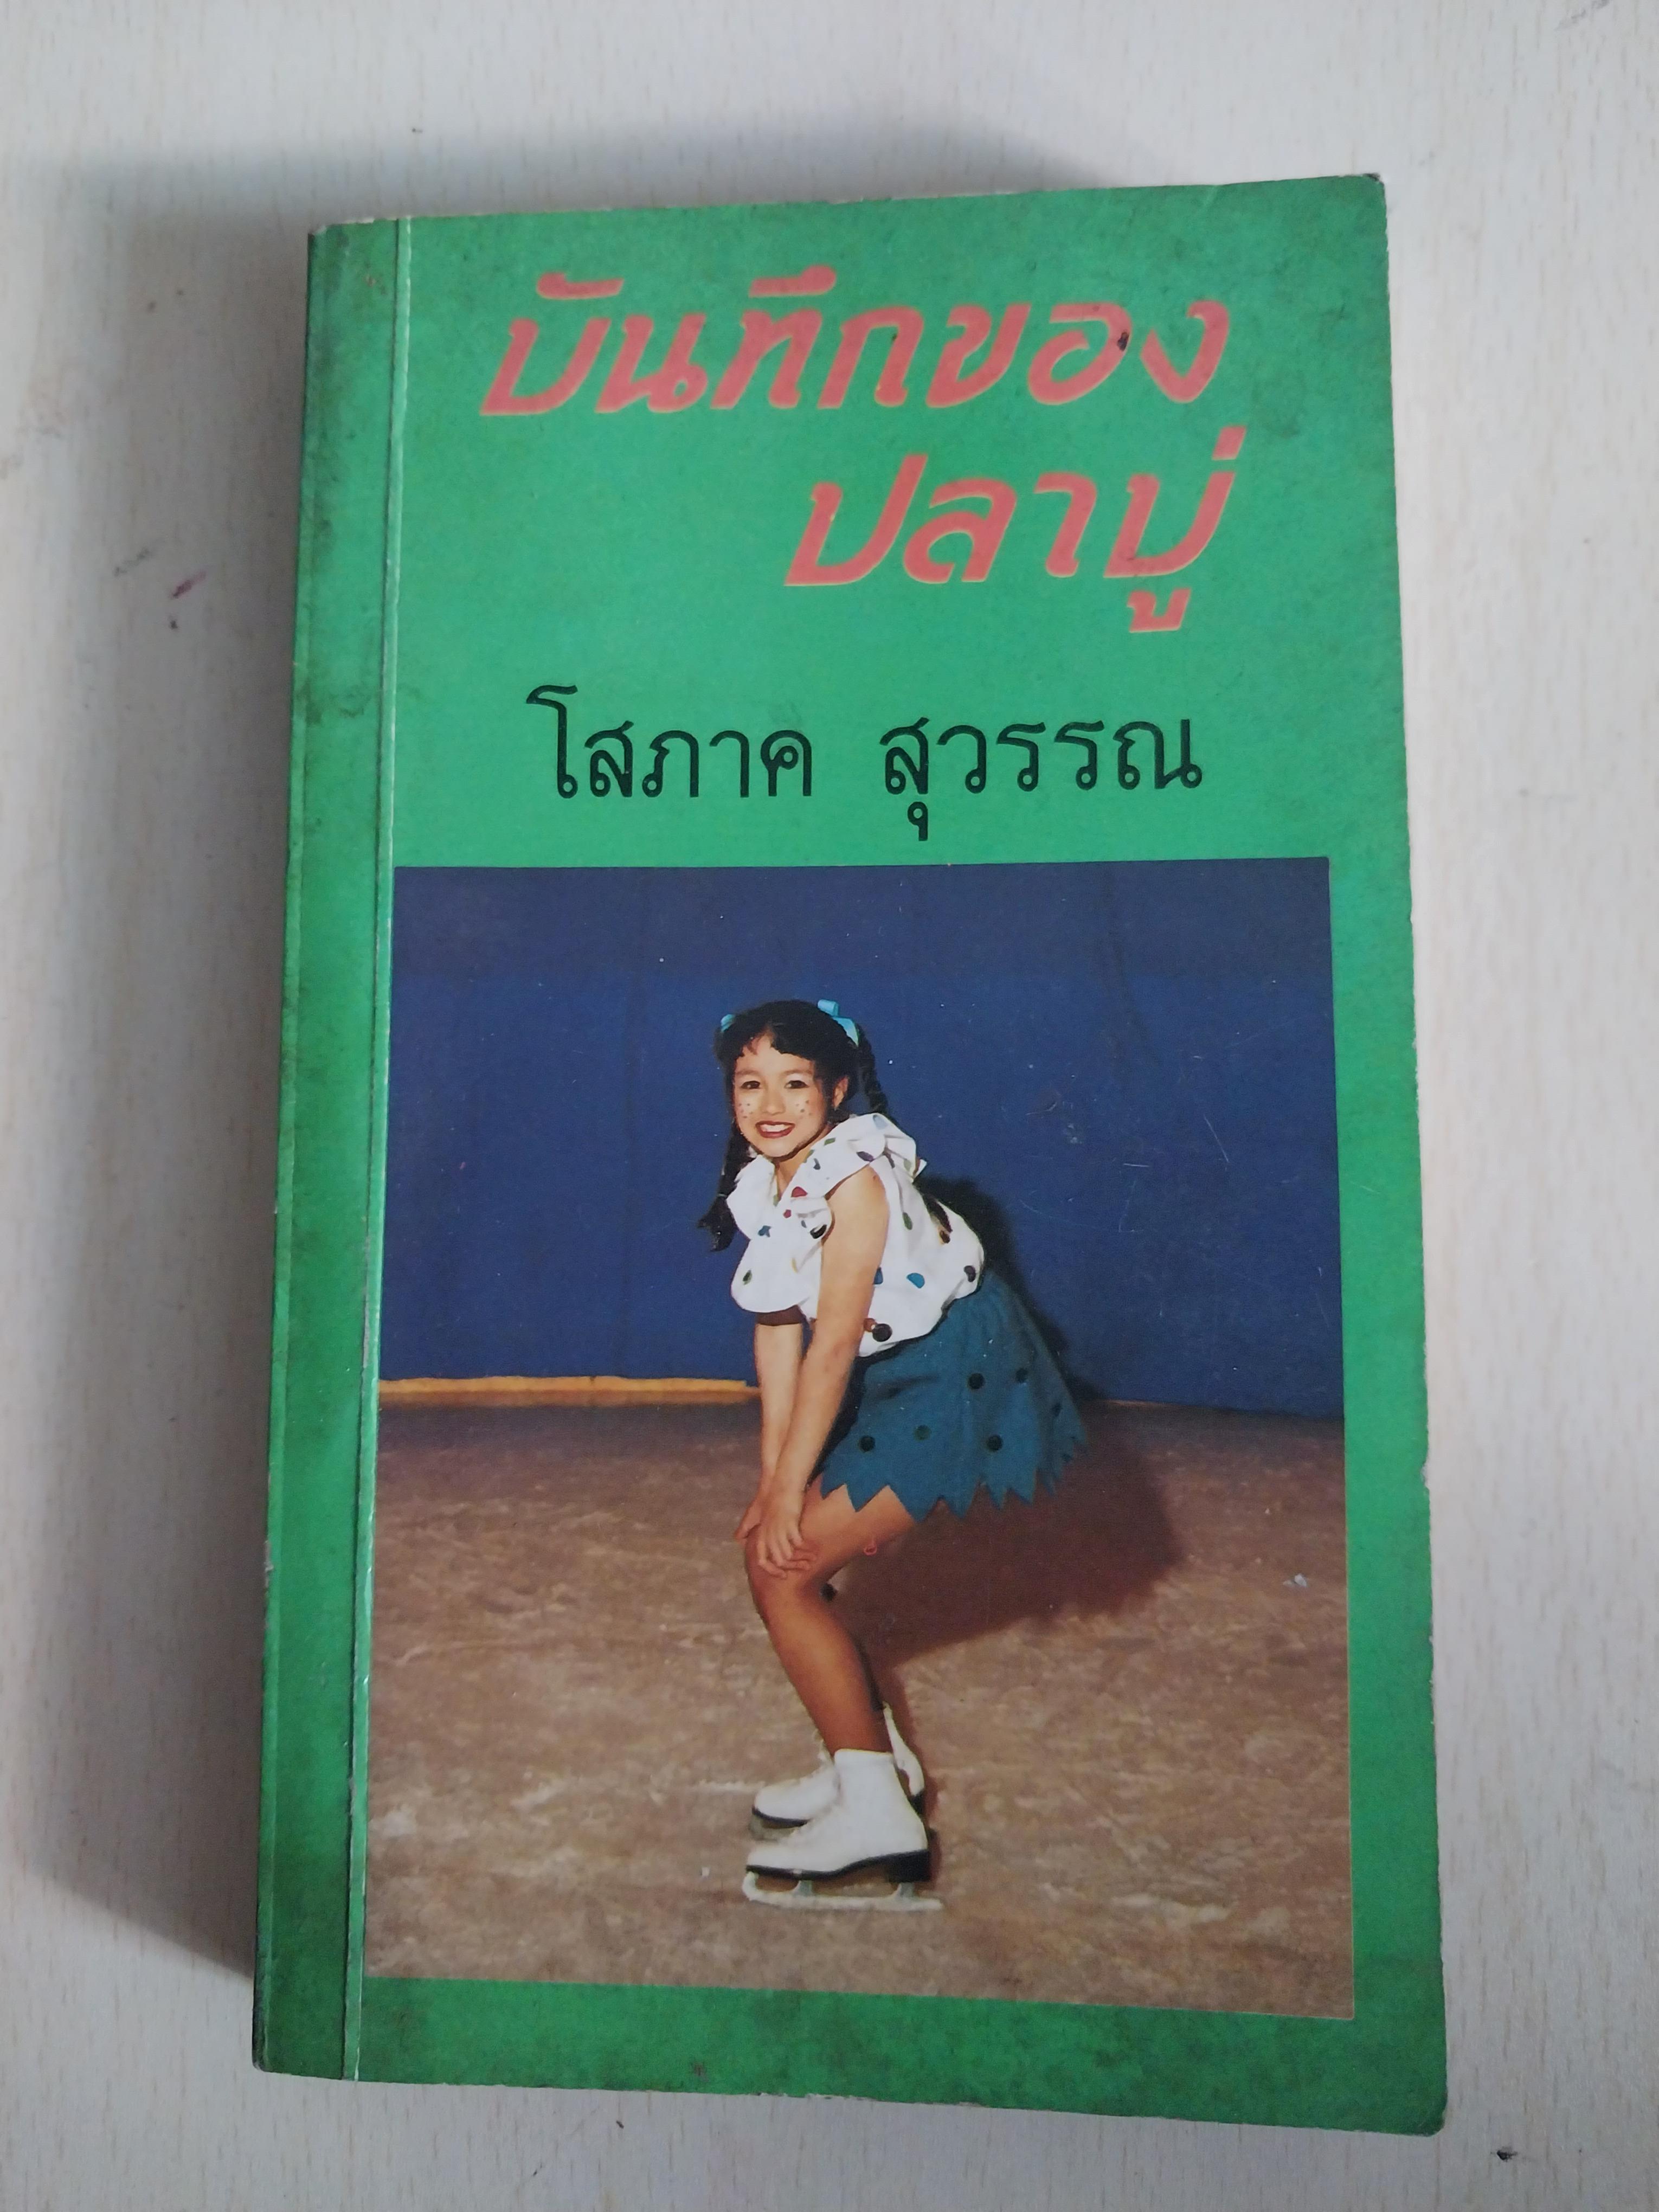 บันทึกของ
ปลาบู่
โสภาค สุวรรณ